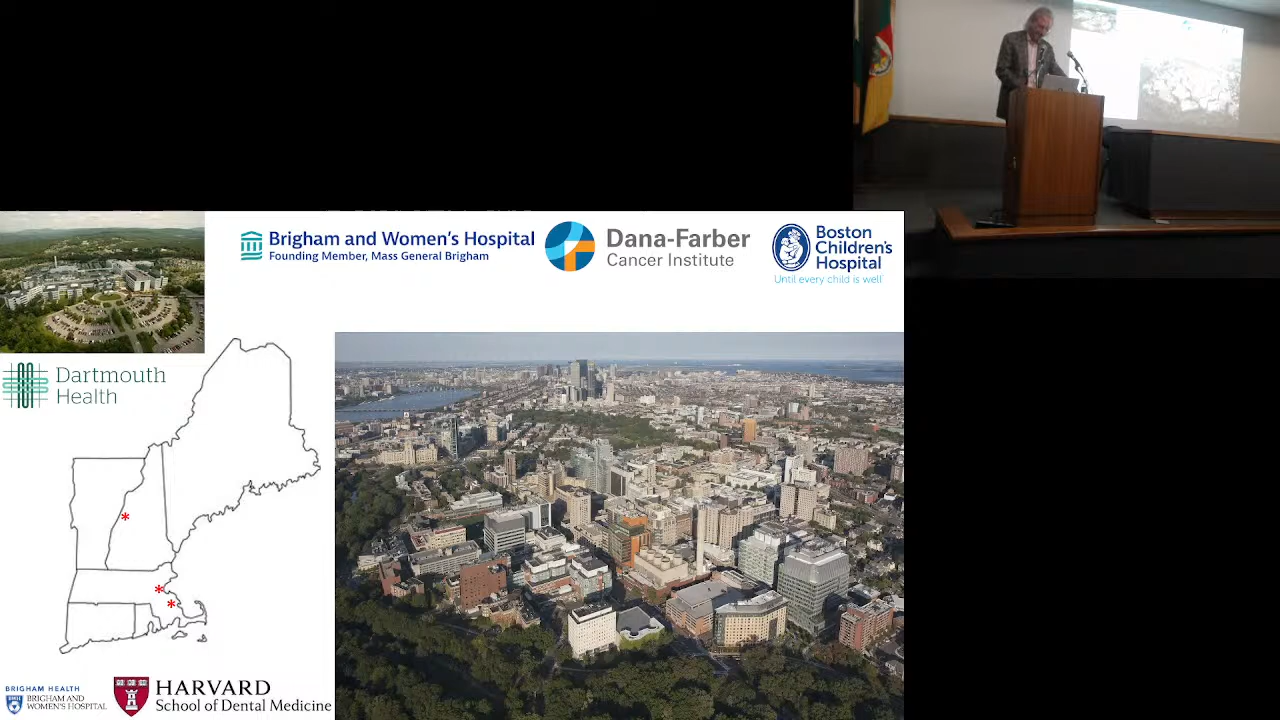 Brigham and Women's Hospital
Founding Member, Mass General Brigham
Dana-Farber
Cancer Institute
Boston
Children's
Hospital
Until every child is well
Dartmouth
Health
*
*
*
BRIGHAM HEALTH
BRIGHAM AND
WOMEN'S HOSPITAL
HARVARD
School of Dental Medicine